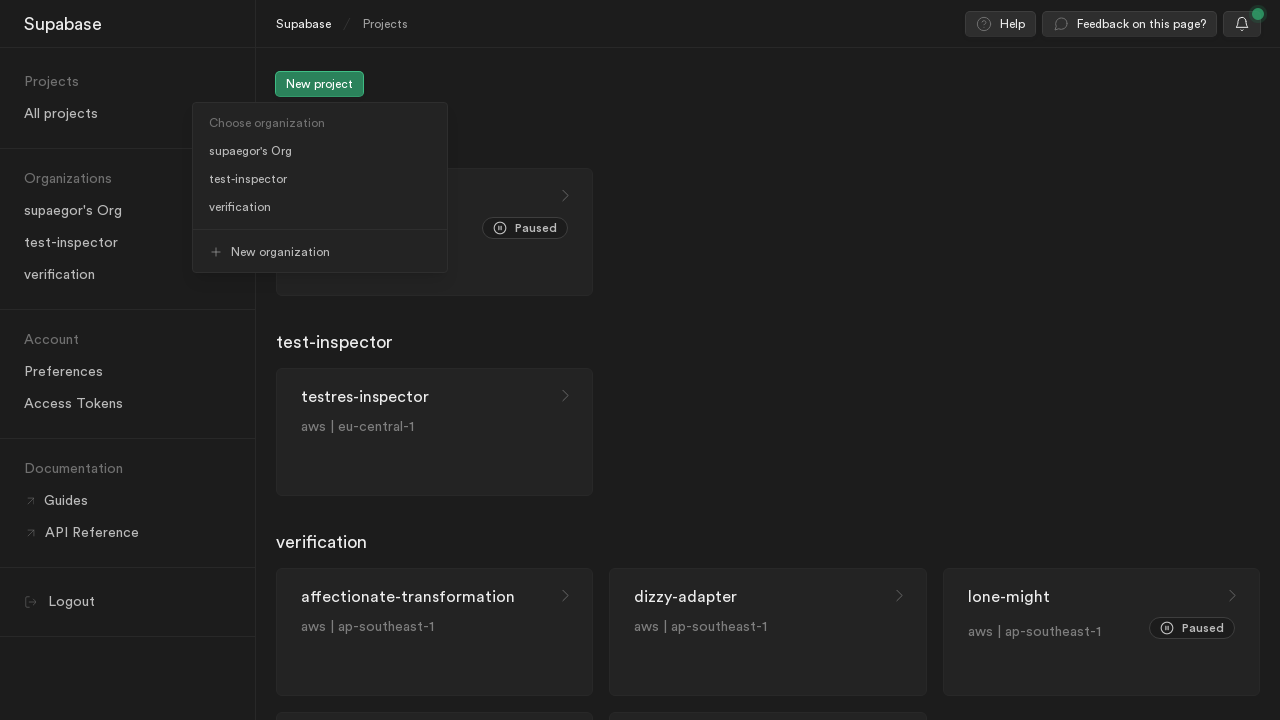 Supabase
Supabase / Projects
Help
Feedback on this page?
Projects
All projects
Organizations
supaegor's Org
test-inspector
verification
Account
Preferences
Access Tokens
Documentation
Guides
API Reference
Logout
New project
Choose organization
supaegor's Org
test-inspector
verification
New organization
Paused
test-inspector
testres-inspector
aws | eu-central-1
verification
affectionate-transformation
aws | ap-southeast-1
dizzy-adapter
aws | ap-southeast-1
lone-might
aws | ap-southeast-1
Paused